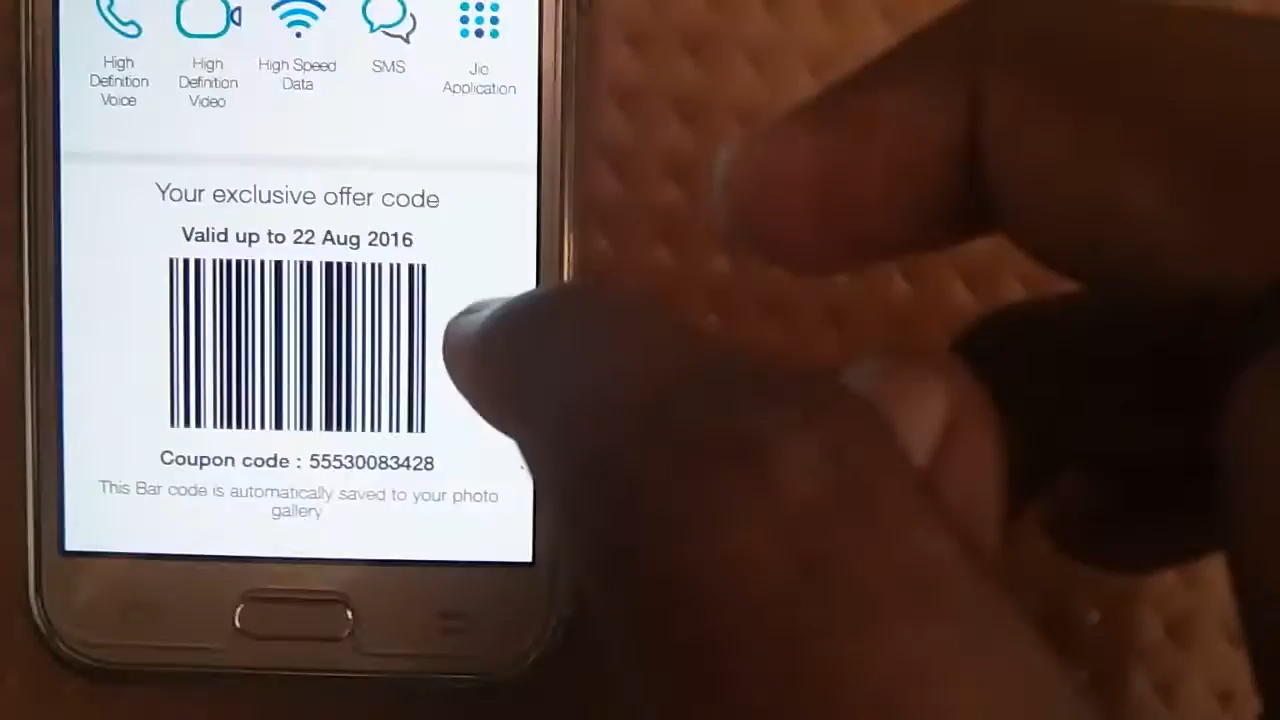 High Definition Voice
High Definition Video
High Speed Data
SMS
Jio Application
Your exclusive offer code
Valid up to 22 Aug 2016
Coupon code : 55530083428
This Bar code is automatically saved to your photo
gallery